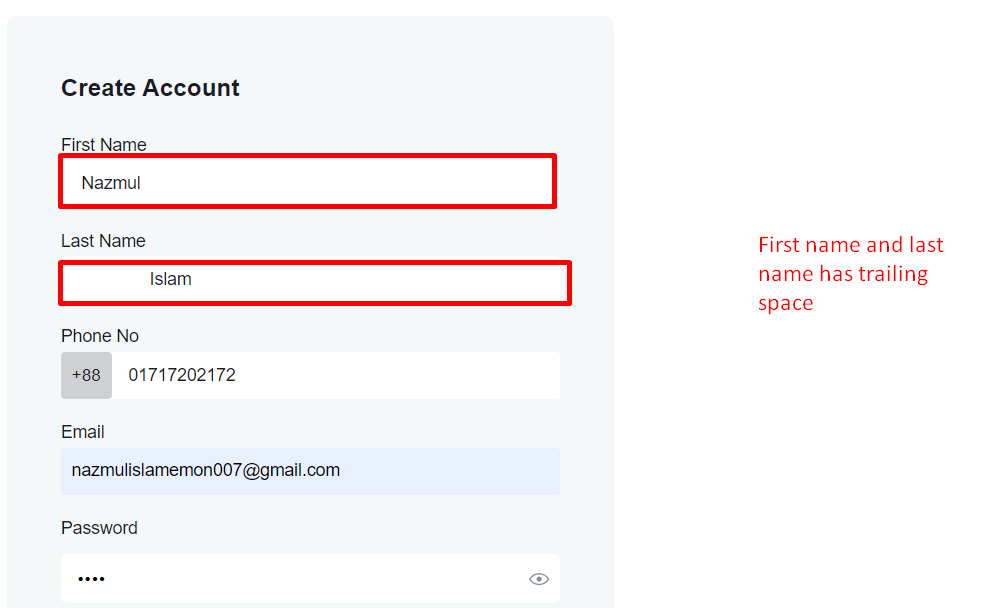 Create Account
First Name
Nazmul
Last Name
Islam
First name and last
name has trailing
space
Phone No
+88 01717202172
Email
nazmulislamemon007@gmail.com
Password
••••